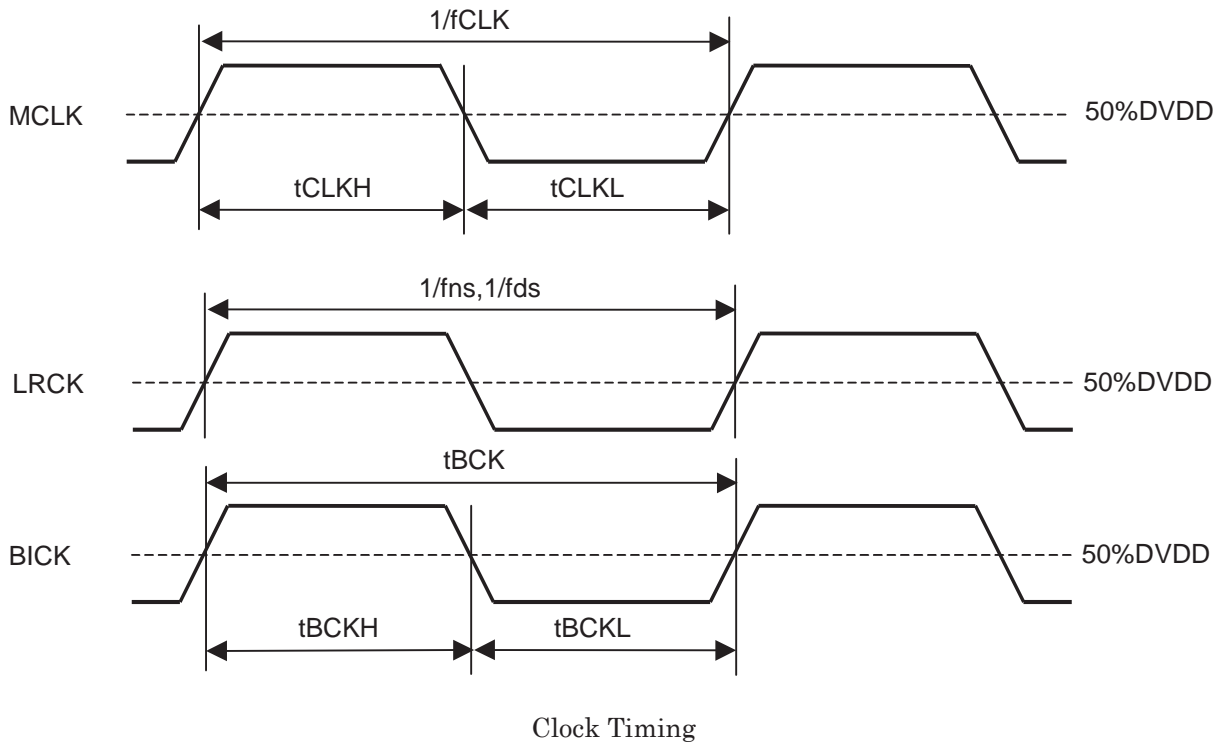 1/fCLK
MCLK
50%DVDD
tCLKH
tCLKL
1/fns,1/fds
LRCK
50%DVDD
tBCK
BICK
50%DVDD
tBCKH
tBCKL
Clock Timing